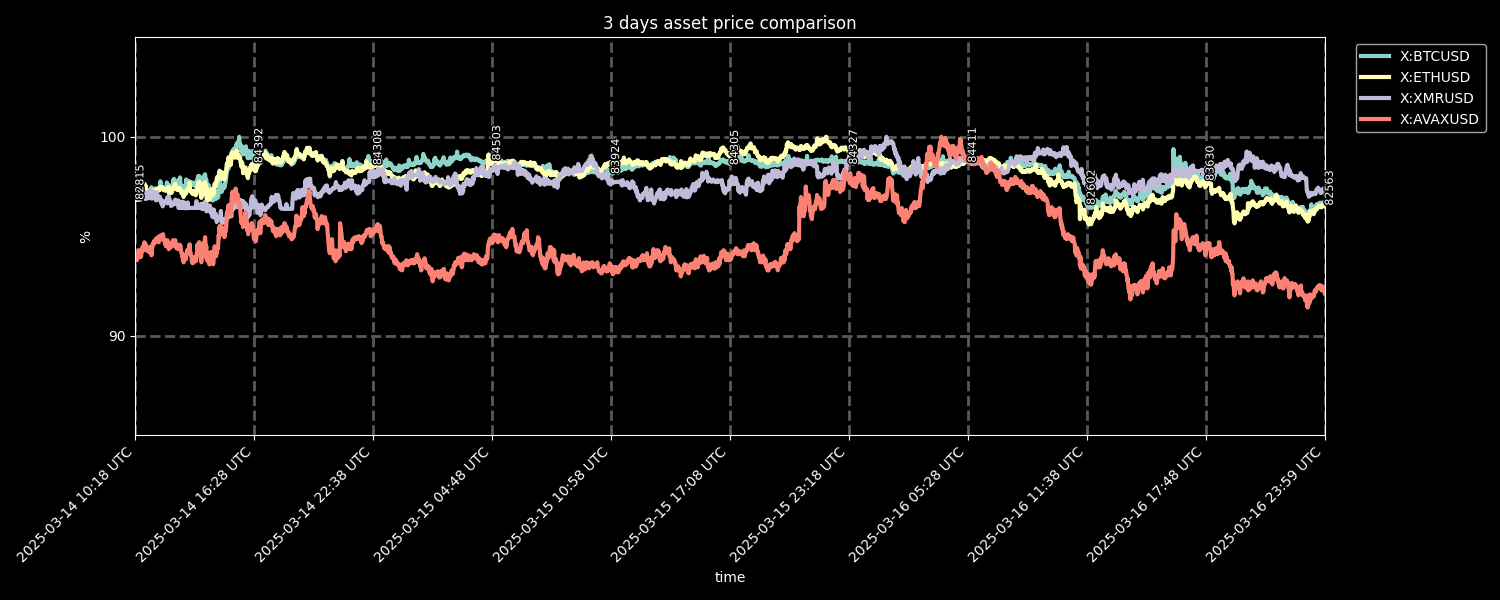 3 days asset price comparison
X:BTCUSD
X:ETHUSD
X:XMRUSD
X:AVAXUSD
100
90
%
82815
84392
84308
84503
83924
84305
84327
84411
82602
83630
82563
2025-03-14 10:18 UTC
2025-03-14 16:28 UTC
2025-03-14 22:38 UTC
2025-03-15 04:48 UTC
2025-03-15 10:58 UTC
2025-03-15 17:08 UTC
2025-03-15 23:18 UTC
2025-03-16 05:28 UTC
2025-03-16 11:38 UTC
2025-03-16 17:48 UTC
2025-03-16 23:59 UTC
time